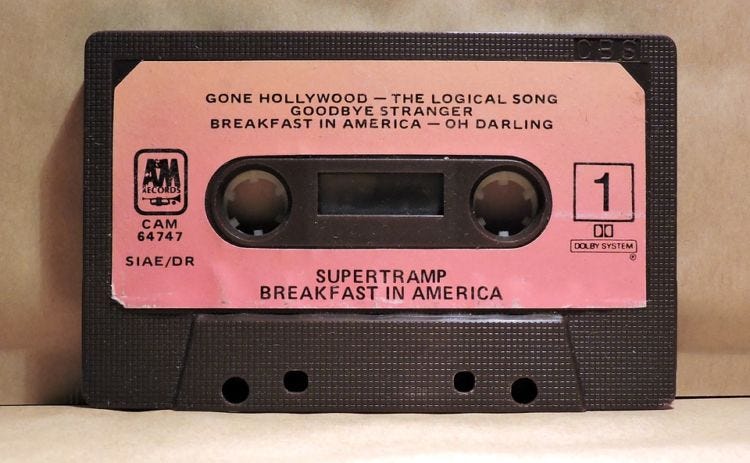 CBS
GONE HOLLYWOOD — THE LOGICAL SONG
GOODBYE STRANGER
BREAKFAST IN AMERICA — OH DARLING
A&M
RECORDS
CAM
64747
SIAE/DR
1
DOLBY SYSTEM
℗
SUPERTRAMP
BREAKFAST IN AMERICA